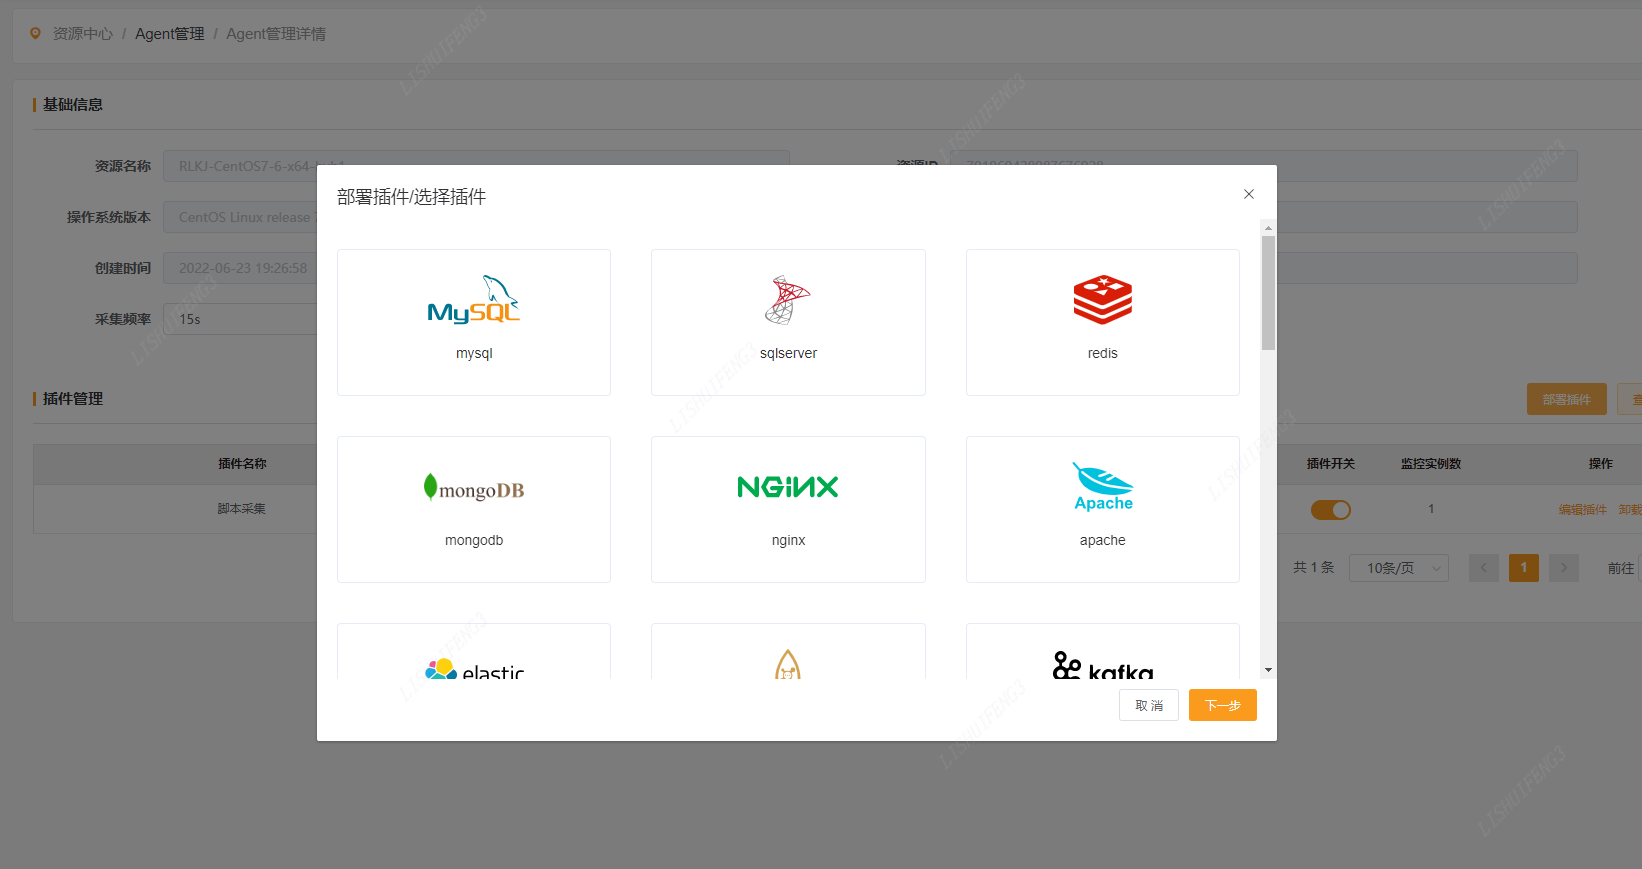 资源中心 / Agent管理 / Agent管理详情
基础信息
资源名称 RLKJ-CentOS7-6-x64-
操作系统版本 CentOS Linux release
创建时间 2022-06-23 19:26:58
采集频率 15s
部署插件/选择插件
MySQL
mysql
sqlserver
redis
redis
mongoDB
mongodb
NGINX
nginx
Apache
apache
elastic
kafka
取消 下一步
插件管理
部署插件
插件名称 插件开关 监控实例数 操作
脚本采集 1 编辑插件 卸载
共 1 条 10条/页 1 前往
LISHUIFENG3